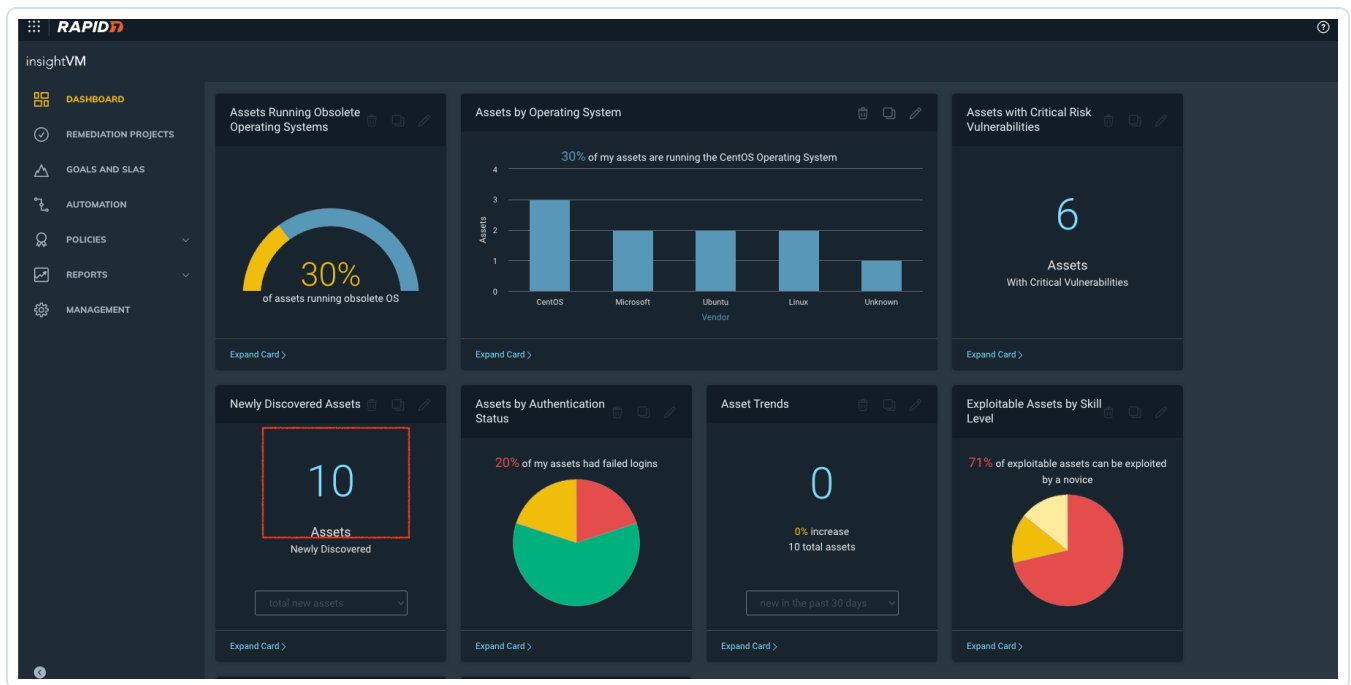 RAPID7
insightVM
DASHBOARD
REMEDIATION PROJECTS
GOALS AND SLAS
AUTOMATION
POLICIES
REPORTS
MANAGEMENT
Assets Running Obsolete
Operating Systems
30%
of assets running obsolete OS
Expand Card >
Assets by Operating System
30% of my assets are running the CentOS Operating System
Assets
4
3
2
1
0
CentOS Microsoft Ubuntu Linux Unknown
Vendor
Expand Card >
Assets with Critical Risk
Vulnerabilities
6
Assets
With Critical Vulnerabilities
Expand Card >
Newly Discovered Assets
10
Assets
Newly Discovered
total new assets
Expand Card >
Assets by Authentication
Status
20% of my assets had failed logins
Expand Card >
Asset Trends
0
0% increase
10 total assets
new in the past 30 days
Expand Card >
Exploitable Assets by Skill
Level
71% of exploitable assets can be exploited
by a novice
Expand Card >